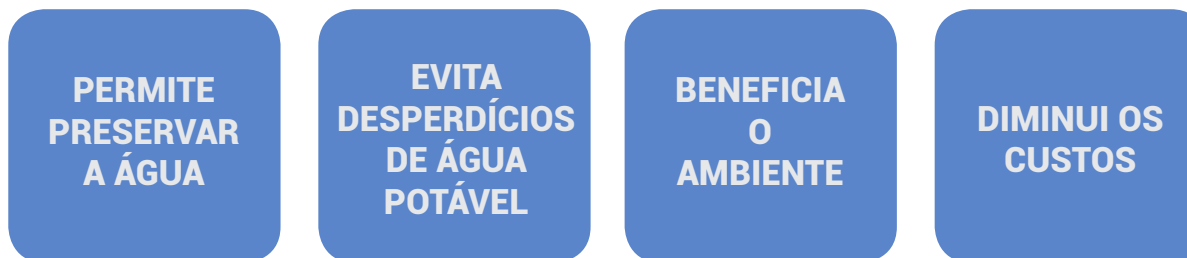 PERMITE
PRESERVAR
A ÁGUA
EVITA
DESPERDÍCIOS
DE ÁGUA
POTÁVEL
BENEFICIA
O
AMBIENTE
DIMINUI OS
CUSTOS